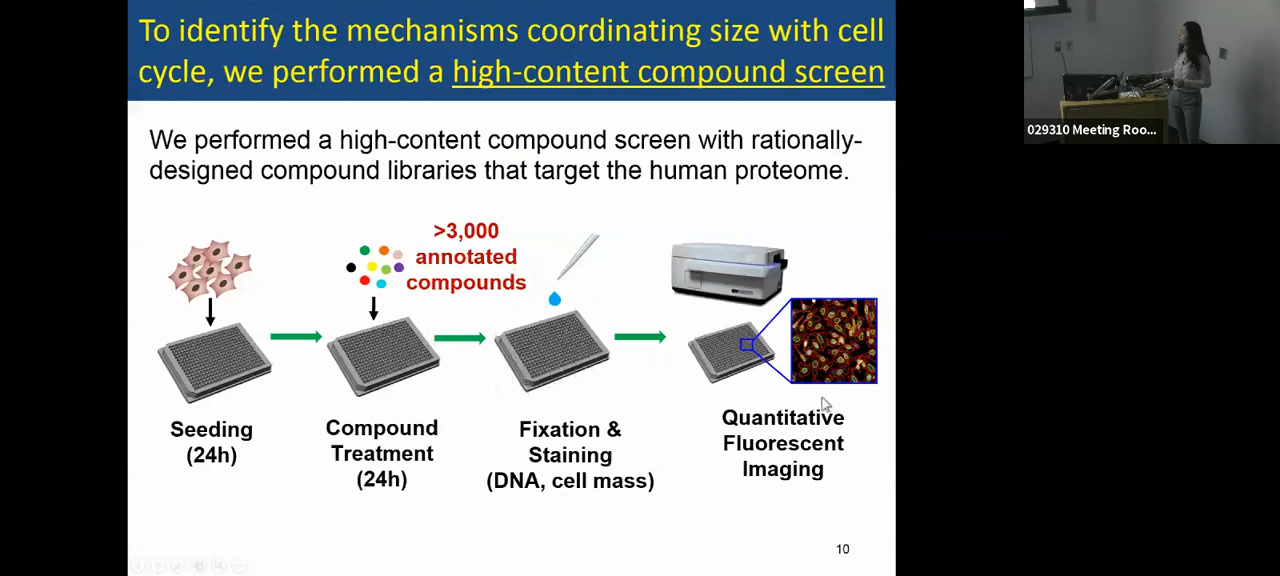 To identify the mechanisms coordinating size with cell
cycle, we performed a high-content compound screen
We performed a high-content compound screen with rationally-
designed compound libraries that target the human proteome.
>3,000
annotated
compounds
Seeding
(24h)
Compound
Treatment
(24h)
Fixation &
Staining
(DNA, cell mass)
Quantitative
Fluorescent
Imaging
10
029310 Meeting Roo...